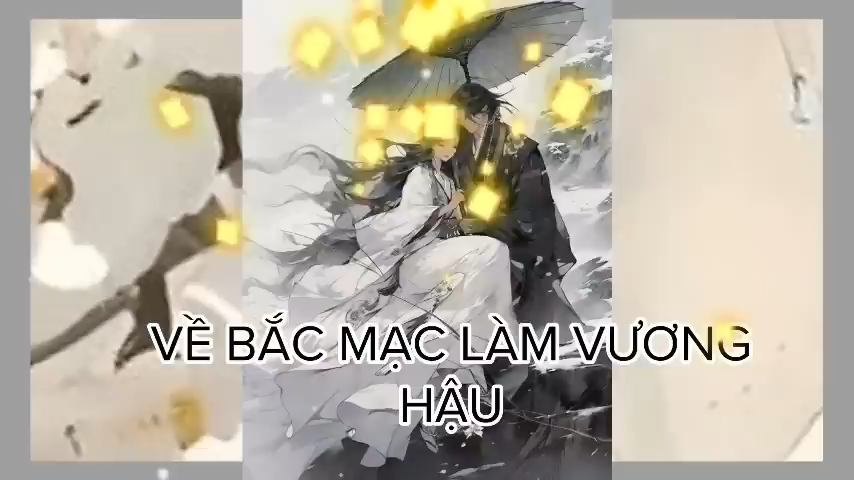 VỀ BẮC MẠC LÀM VƯƠNG
HẬU